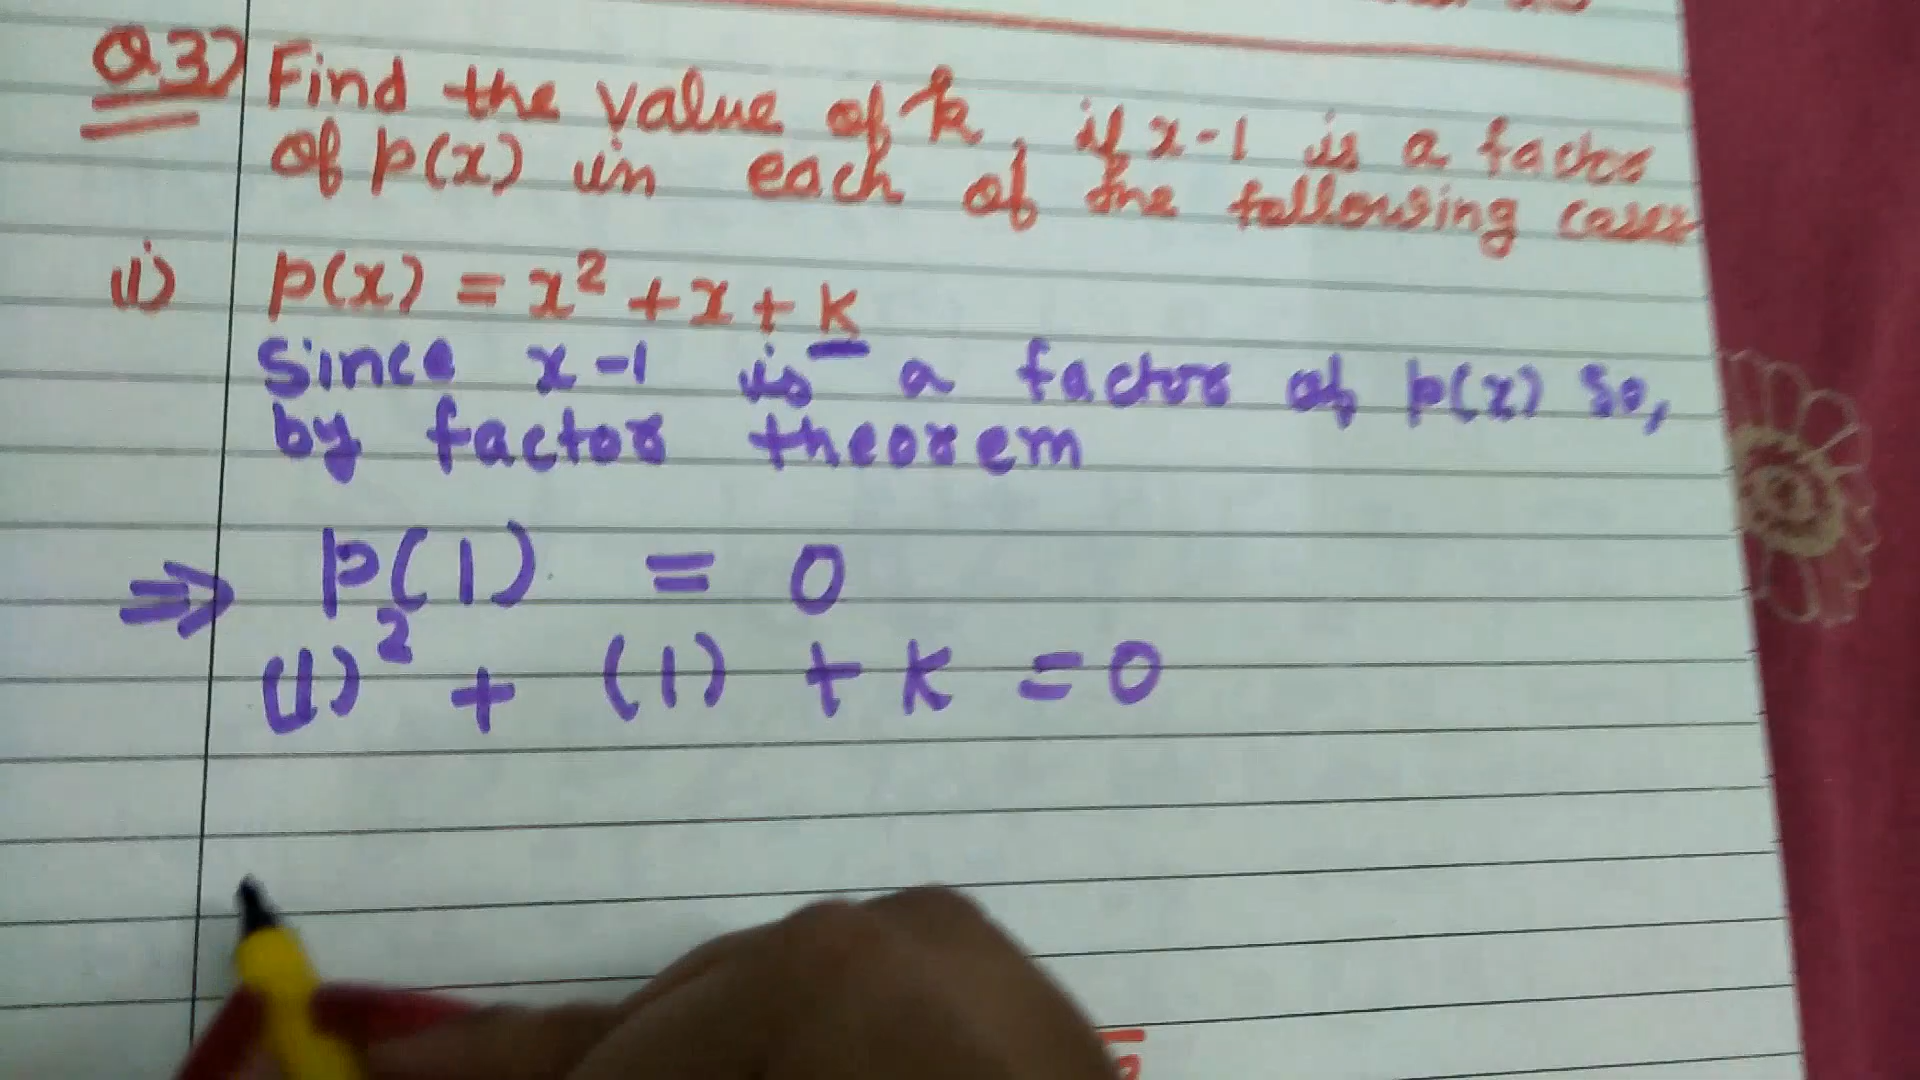 Q.3) Find the value of k, if x-1 is a factor
of p(x) in each of the following cases
(i) p(x) = x² + x + k
Since x-1 is a factor of p(x) so,
by factor theorem
⇒ p(1) = 0
(1)² + (1) + k = 0